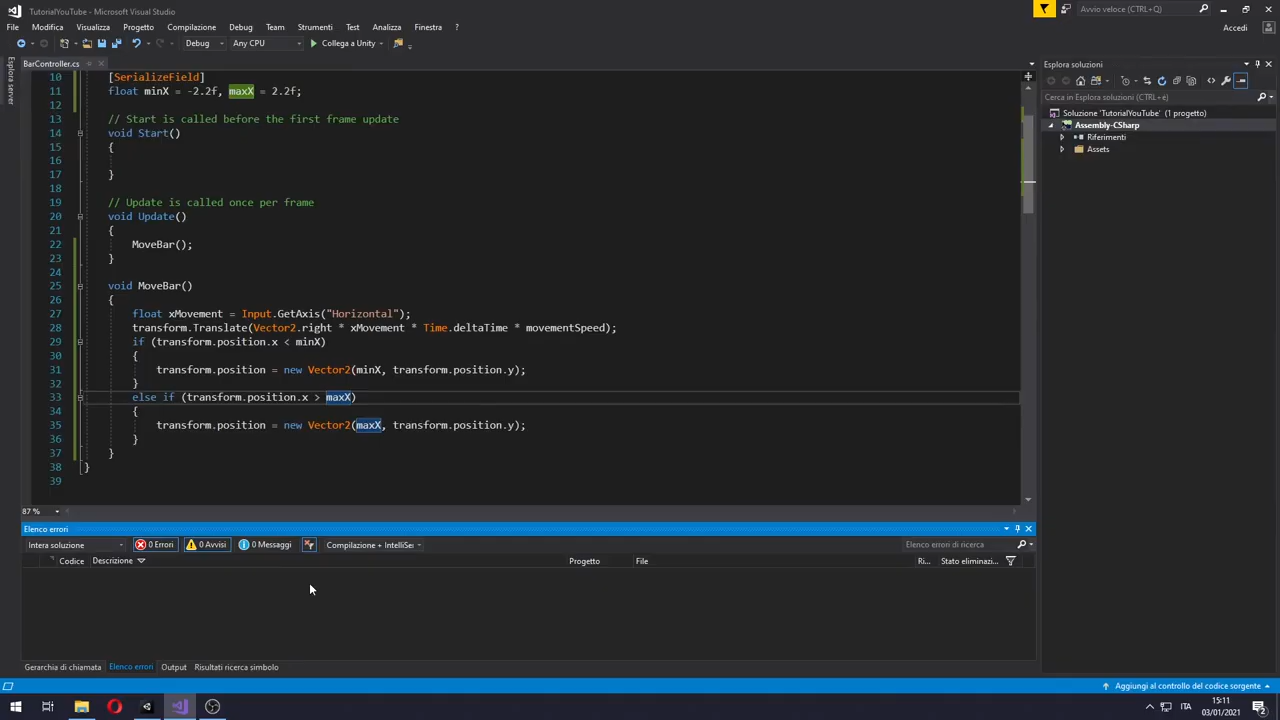 TutorialYouTube - Microsoft Visual Studio
Avvio veloce (CTRL+Q)
File Modifica Visualizza Progetto Compilazione Debug Team Strumenti Test Analizza Finestra
Accedi
Debug Any CPU Collega a Unity
Esplora server
BarController.cs
10 [SerializeField]
11 float minX = -2.2f, maxX = 2.2f;
12
13 // Start is called before the first frame update
14 void Start()
15 {
16
17 }
18
19 // Update is called once per frame
20 void Update()
21 {
22 MoveBar();
23 }
24
25 void MoveBar()
26 {
27 float xMovement = Input.GetAxis("Horizontal");
28 transform.Translate(Vector2.right * xMovement * Time.deltaTime * movementSpeed);
29 if (transform.position.x < minX)
30 {
31 transform.position = new Vector2(minX, transform.position.y);
32 }
33 else if (transform.position.x > maxX)
34 {
35 transform.position = new Vector2(maxX, transform.position.y);
36 }
37 }
38 }
39
87 %
Esplora soluzioni
Cerca in Esplora soluzioni (CTRL+è)
Soluzione 'TutorialYouTube' (1 progetto)
Assembly-CSharp
Riferimenti
Assets
Elenco errori
Intera soluzione 0 Errori 0 Avvisi 0 Messaggi Compilazione + IntelliSe Elenco errori di ricerca
Codice Descrizione Progetto File Ri... Stato eliminazi...
Gerarchia di chiamata Elenco errori Output Risultati ricerca simbolo
Aggiungi al controllo del codice sorgente
ITA
15:11
03/01/2021
2